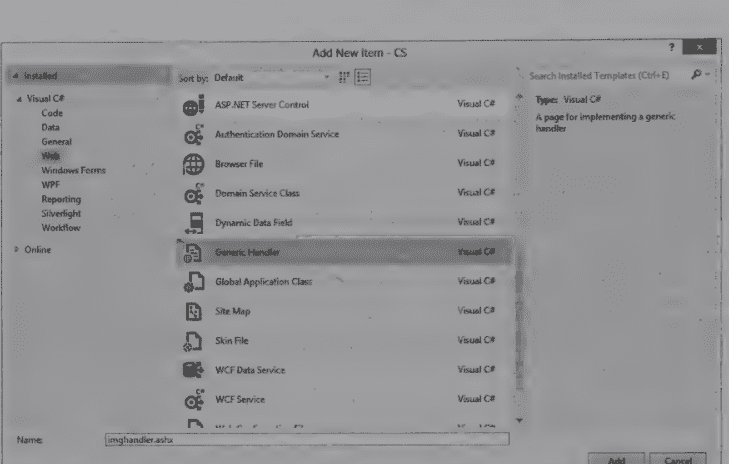 Add New Item - CS
? x
Installed
Sort by: Default
Search Installed Templates (Ctrl+E)
Visual C#
Code
Data
General
Web
Windows Forms
WPF
Reporting
Silverlight
Workflow
Online
ASP.NET Server Control Visual C#
Authentication Domain Service Visual C#
Browser File Visual C#
Domain Service Class Visual C#
Dynamic Data Field Visual C#
Generic Handler Visual C#
Global Application Class Visual C#
Site Map Visual C#
Skin File Visual C#
WCF Data Service Visual C#
WCF Service Visual C#
Type: Visual C#
A page for implementing a generic
handler
Name: imghandler.ashx
Add Cancel